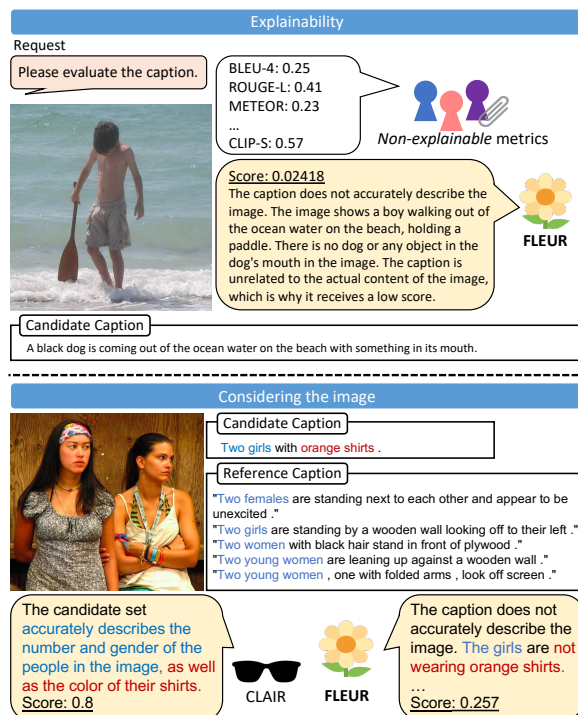 Explainability
Request
Please evaluate the caption.
BLEU-4: 0.25
ROUGE-L: 0.41
METEOR: 0.23
...
CLIP-S: 0.57
Non-explainable metrics
Score: 0.02418
The caption does not accurately describe the
image. The image shows a boy walking out of
the ocean water on the beach, holding a
paddle. There is no dog or any object in the
dog's mouth in the image. The caption is
unrelated to the actual content of the image,
which is why it receives a low score.
FLEUR
Candidate Caption
A black dog is coming out of the ocean water on the beach with something in its mouth.
Considering the image
Candidate Caption
Two girls with orange shirts .
Reference Caption
"Two females are standing next to each other and appear to be
unexcited ."
"Two girls are standing by a wooden wall looking off to their left ."
"Two women with black hair stand in front of plywood ."
"Two young women are leaning up against a wooden wall ."
"Two young women , one with folded arms , look off screen ."
The candidate set
accurately describes the
number and gender of the
people in the image, as well
as the color of their shirts.
Score: 0.8
CLAIR
FLEUR
The caption does not
accurately describe the
image. The girls are not
wearing orange shirts.
...
Score: 0.257